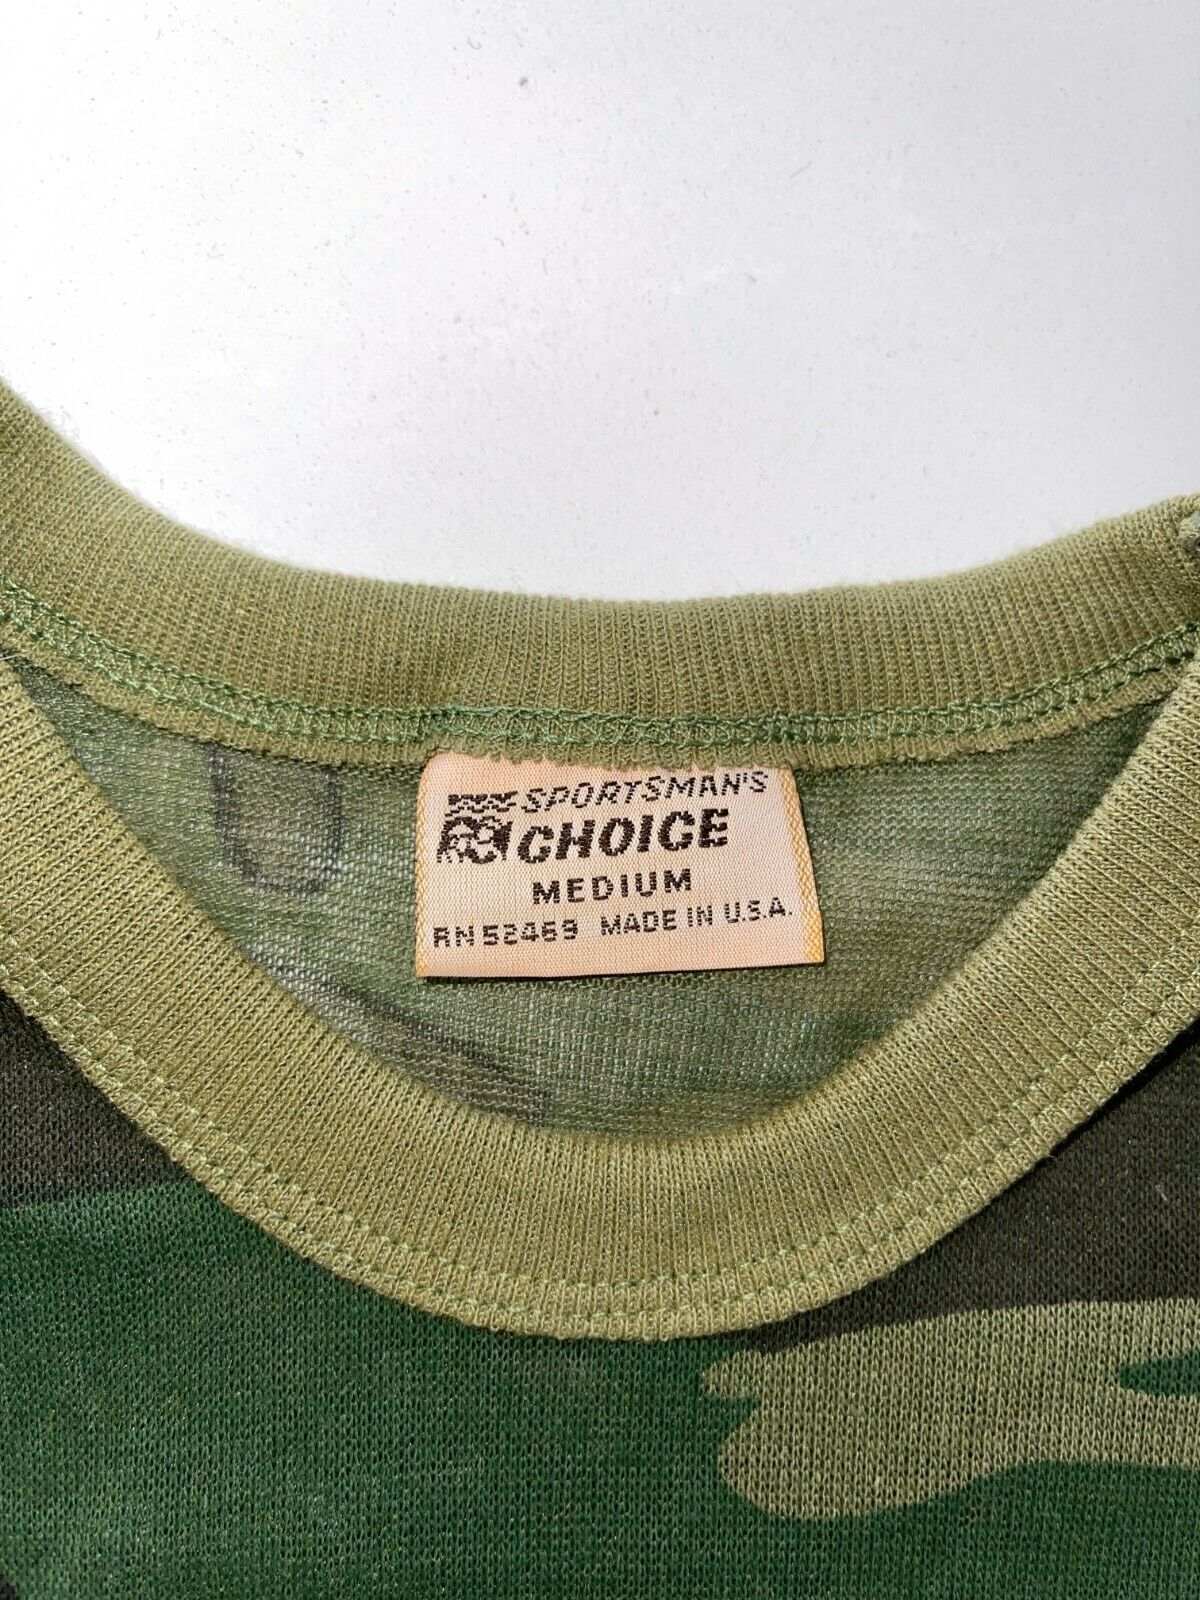 SPORTSMAN'S
CHOICE
MEDIUM
RN 52469 MADE IN U.S.A.